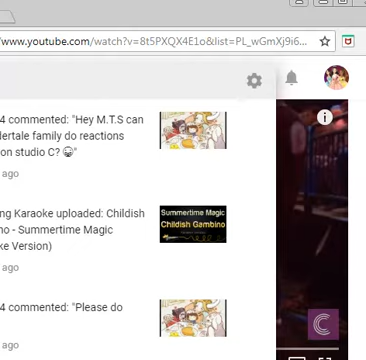 /www.youtube.com/watch?v=8t5PXQX4E1o&list=PL_wGmXj9i6...
4 commented: "Hey M.T.S can
dertale family do reactions
on studio C? 😀"
ago
ng Karaoke uploaded: Childish
no - Summertime Magic
ke Version)
Summertime Magic
Childish Gambino
ago
4 commented: "Please do
ago